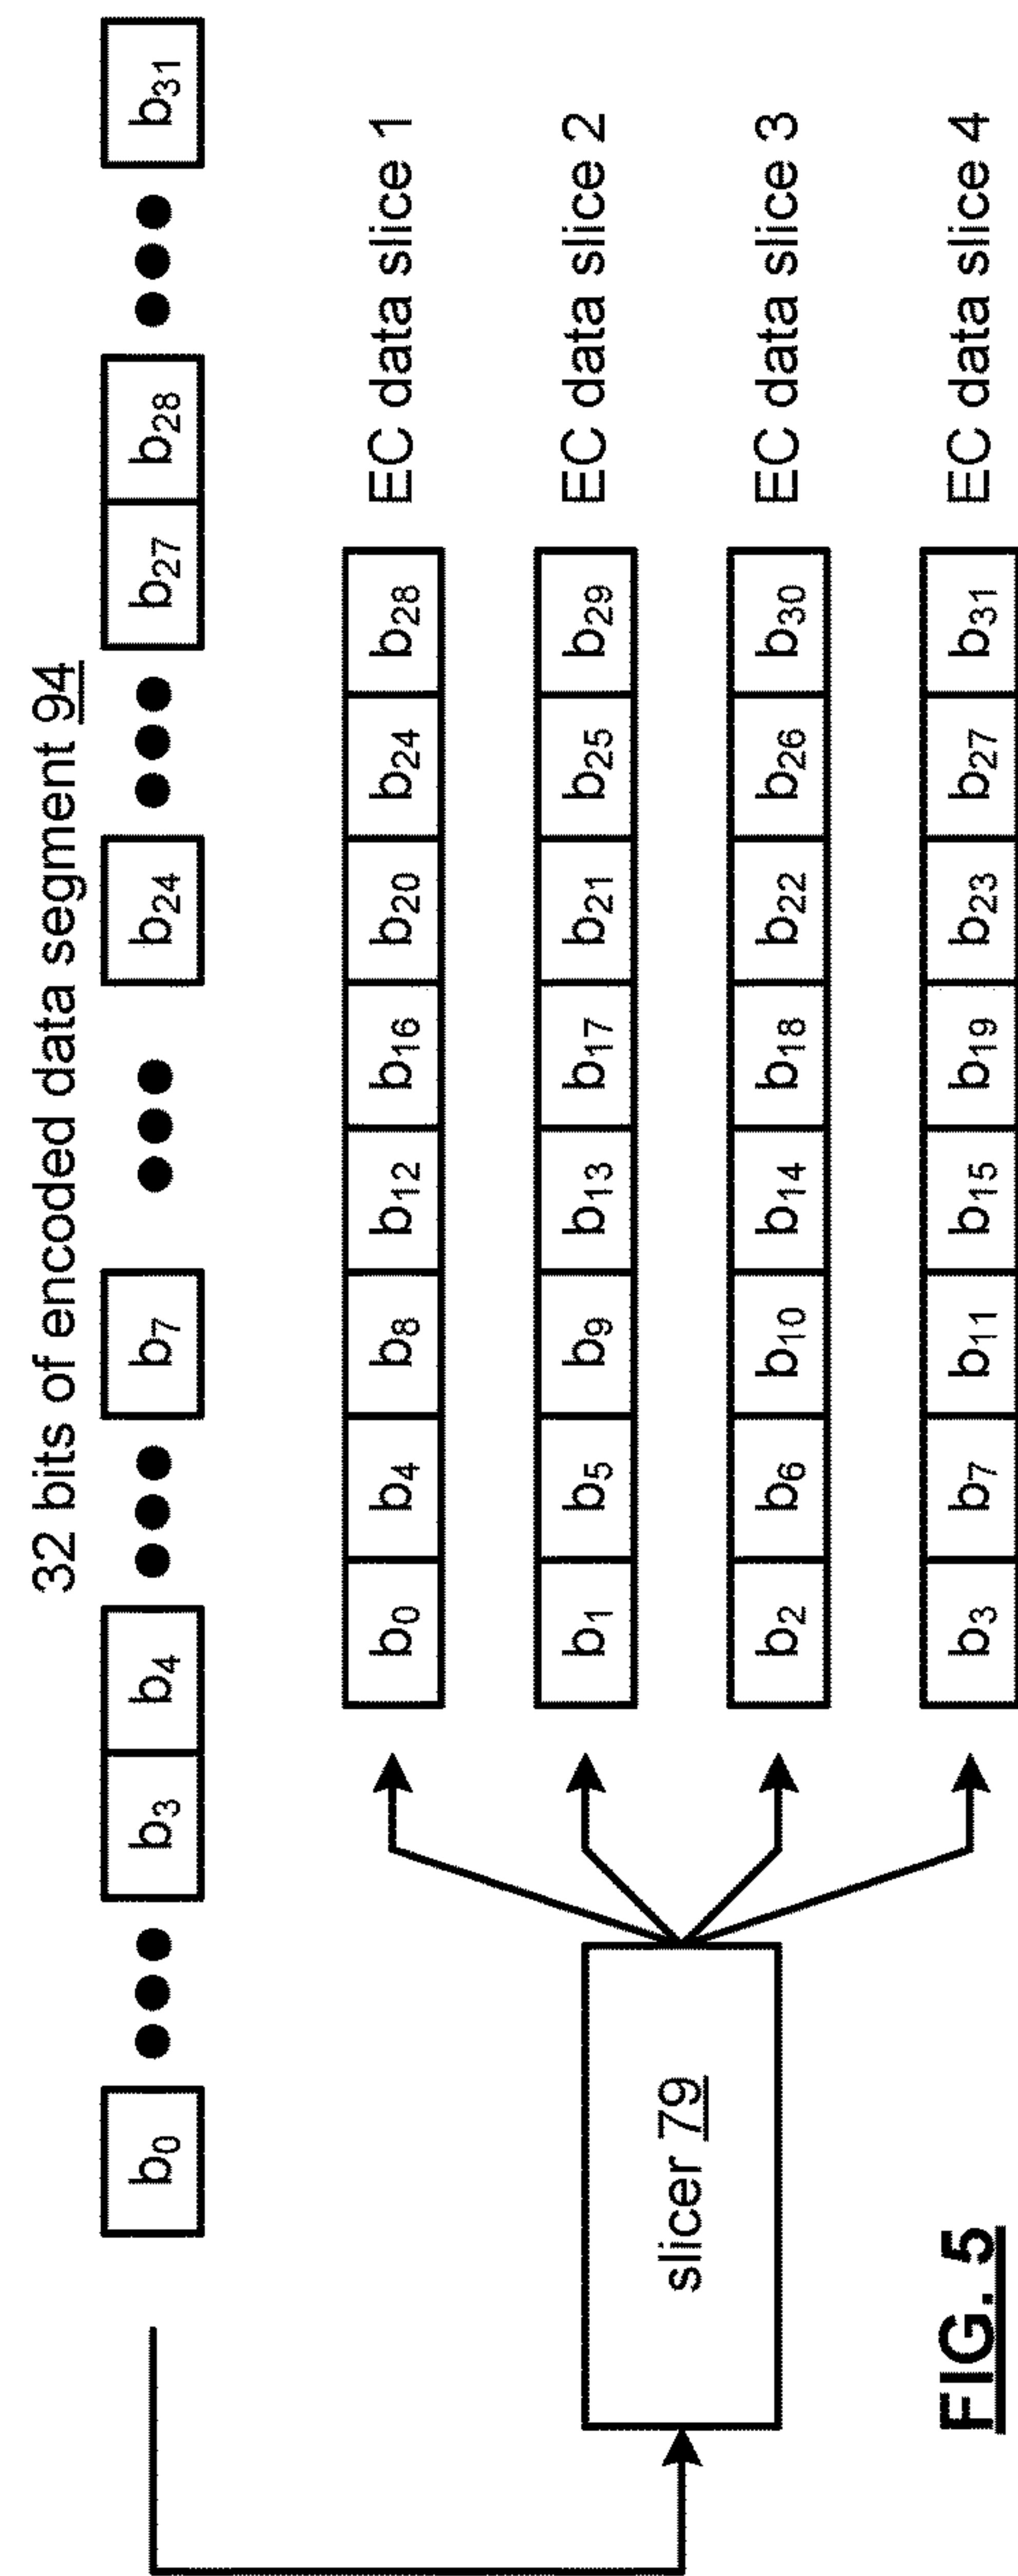 32 bits of encoded data segment 94
b0 ••• b3 b4 ••• b7 ••• b24 ••• b27 b28 ••• b31
b0 b4 b8 b12 b16 b20 b24 b28 EC data slice 1
b1 b5 b9 b13 b17 b21 b25 b29 EC data slice 2
slicer 79
b2 b6 b10 b14 b18 b22 b26 b30 EC data slice 3
b3 b7 b11 b15 b19 b23 b27 b31 EC data slice 4
FIG. 5